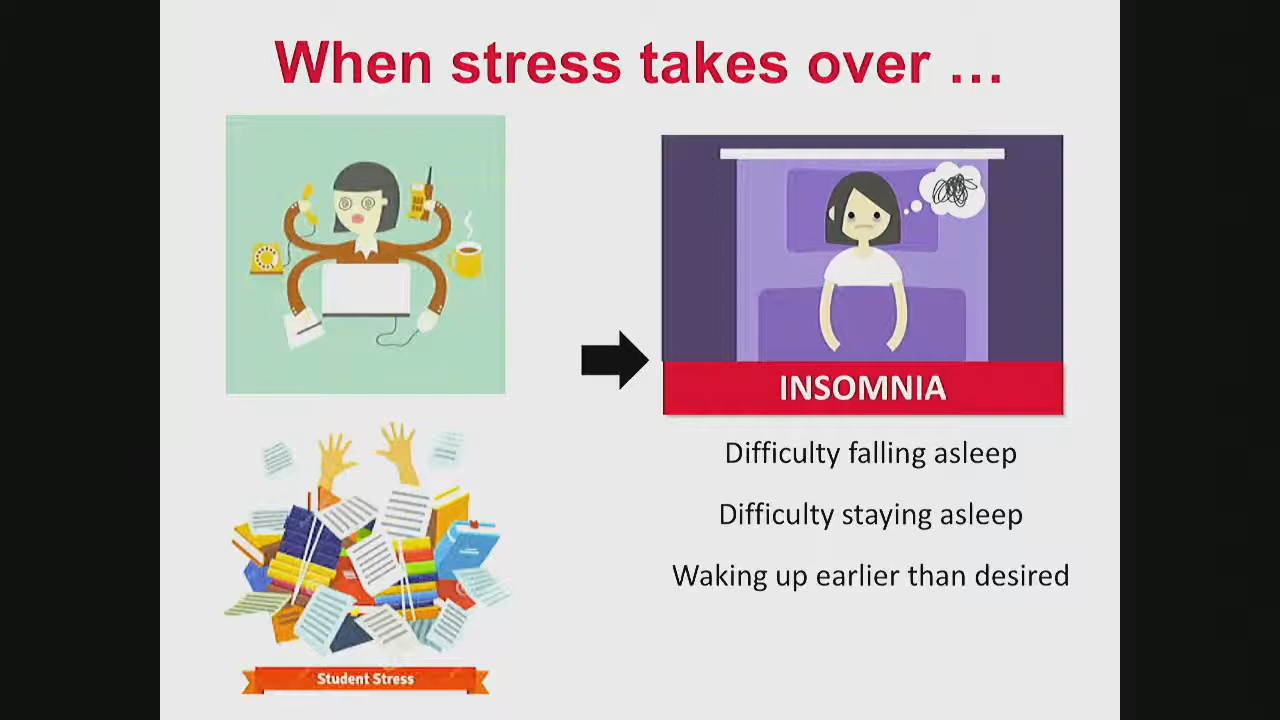 When stress takes over …
INSOMNIA
Difficulty falling asleep
Difficulty staying asleep
Waking up earlier than desired
Student Stress